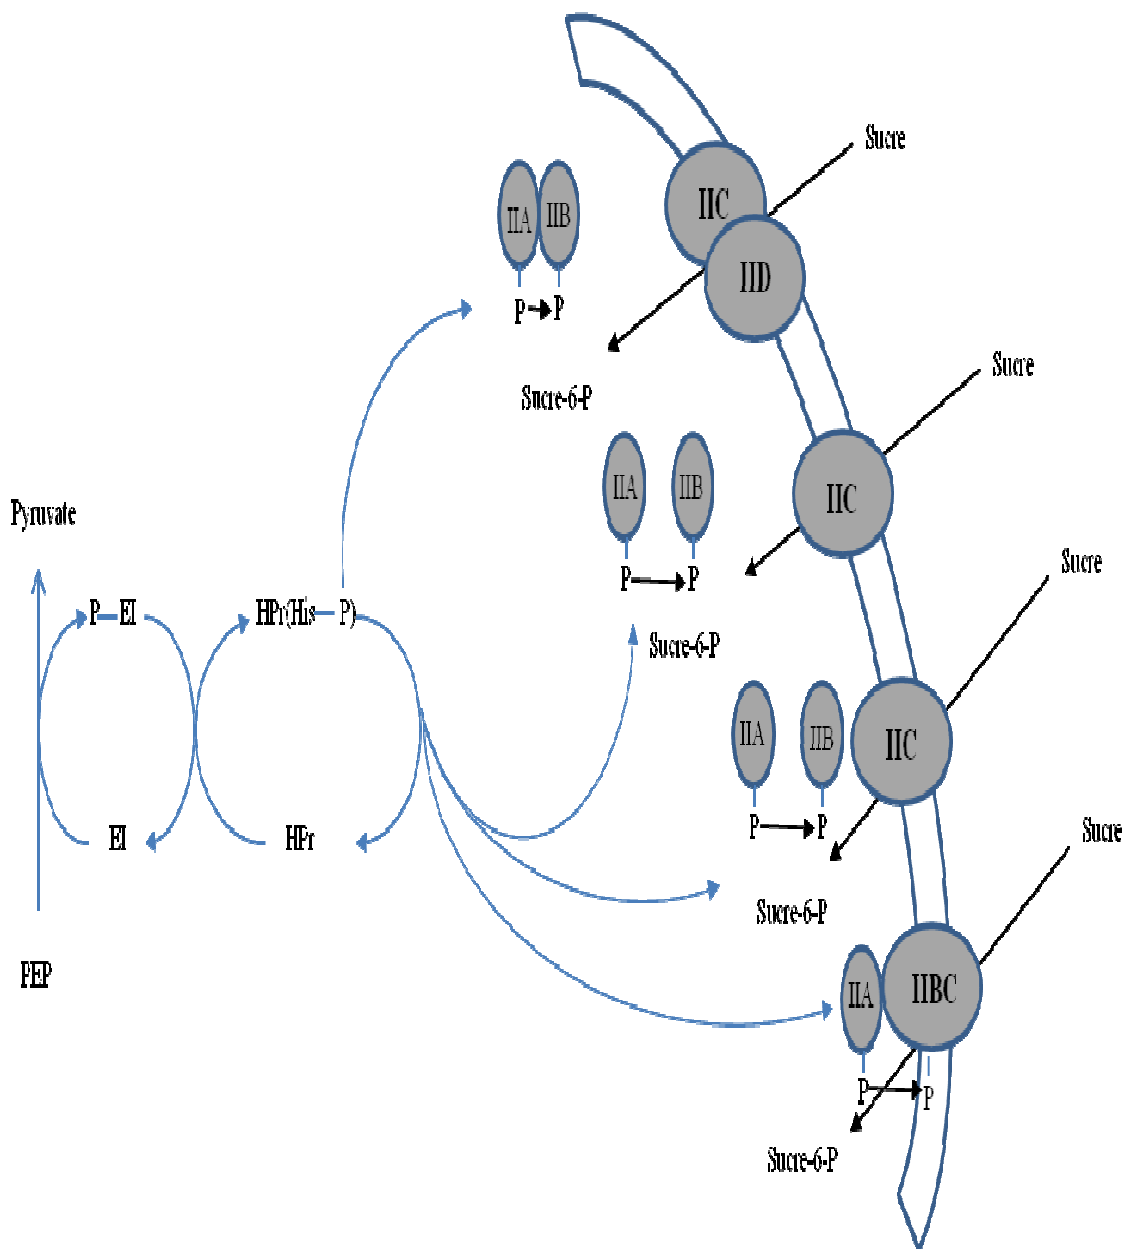 Sucre
IIC
IIA
IIB
IID
P
P
Sucre
Sucre-6-P
IIA
IIB
IIC
Pyruvate
P
P
Sucre
P—EI
HPr(His—P)
Sucre-6-P
IIA
IIB
IIC
P
P
EI
HPr
Sucre
Sucre-6-P
PEP
IIA
IIBC
P
P
Sucre-6-P